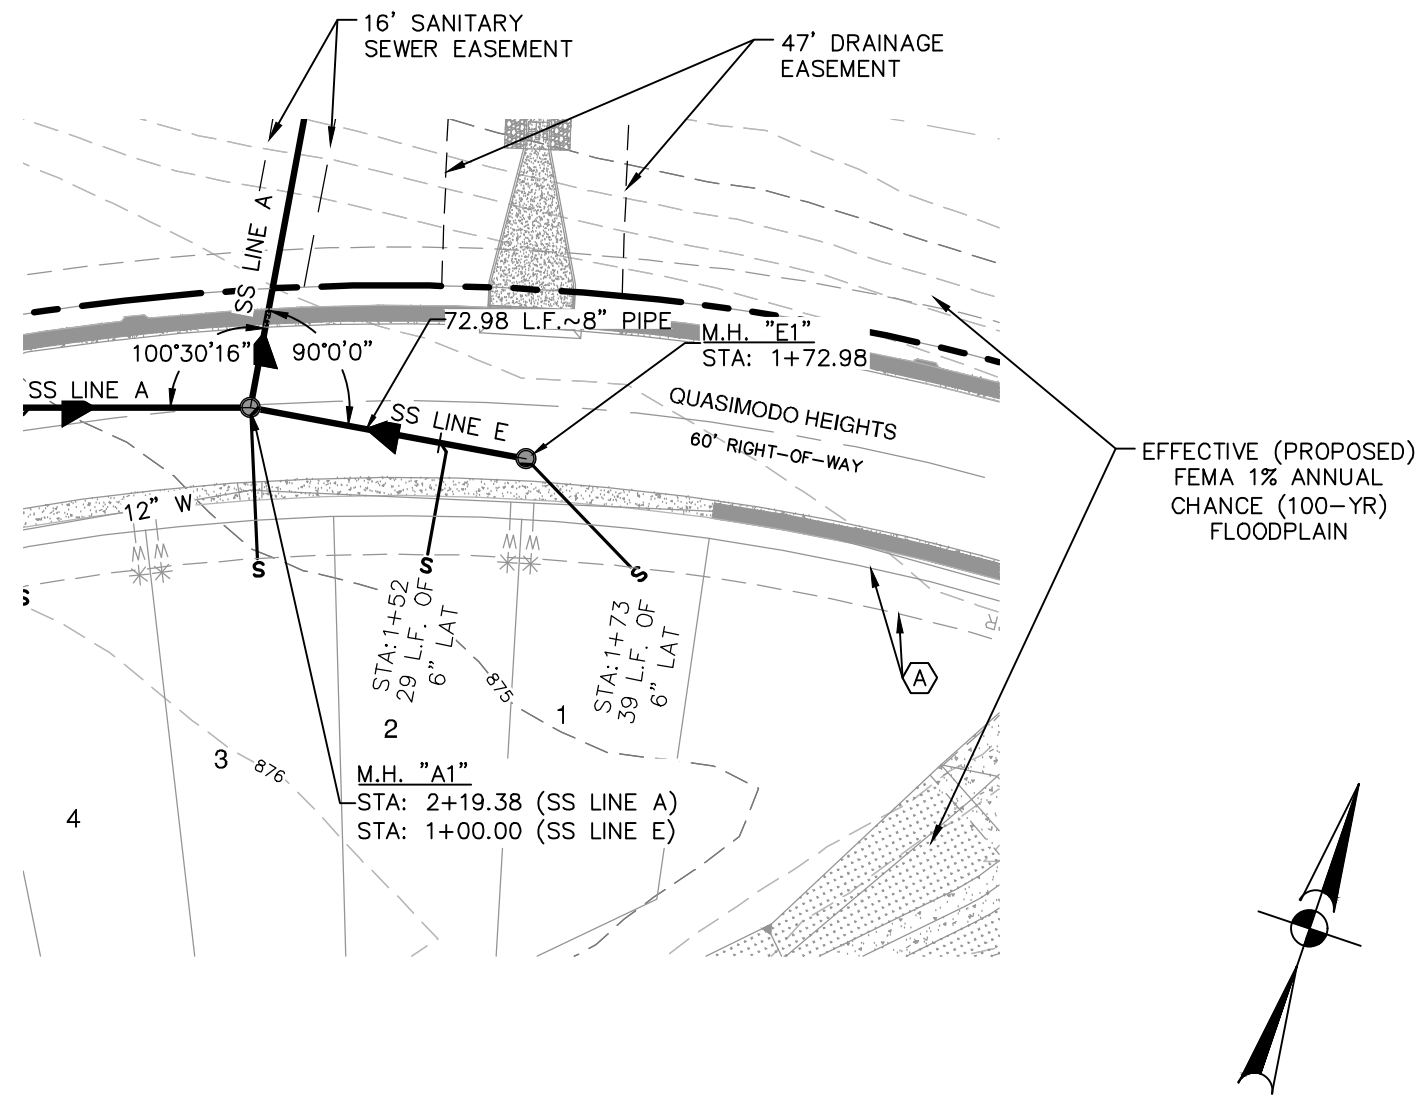 16' SANITARY
SEWER EASEMENT
47' DRAINAGE
EASEMENT
SS LINE A
72.98 L.F.~8" PIPE
M.H. "E1"
STA: 1+72.98
100°30'16"
90°0'0"
SS LINE A
SS LINE E
QUASIMODO HEIGHTS
60' RIGHT-OF-WAY
EFFECTIVE (PROPOSED)
FEMA 1% ANNUAL
CHANCE (100-YR)
FLOODPLAIN
12" W
W W
W W
S
S
S
S
STA:1+52
29 L.F. OF
6" LAT
STA:1+73
39 L.F. OF
6" LAT
875
A
1
2
3
876
4
M.H. "A1"
STA: 2+19.38 (SS LINE A)
STA: 1+00.00 (SS LINE E)